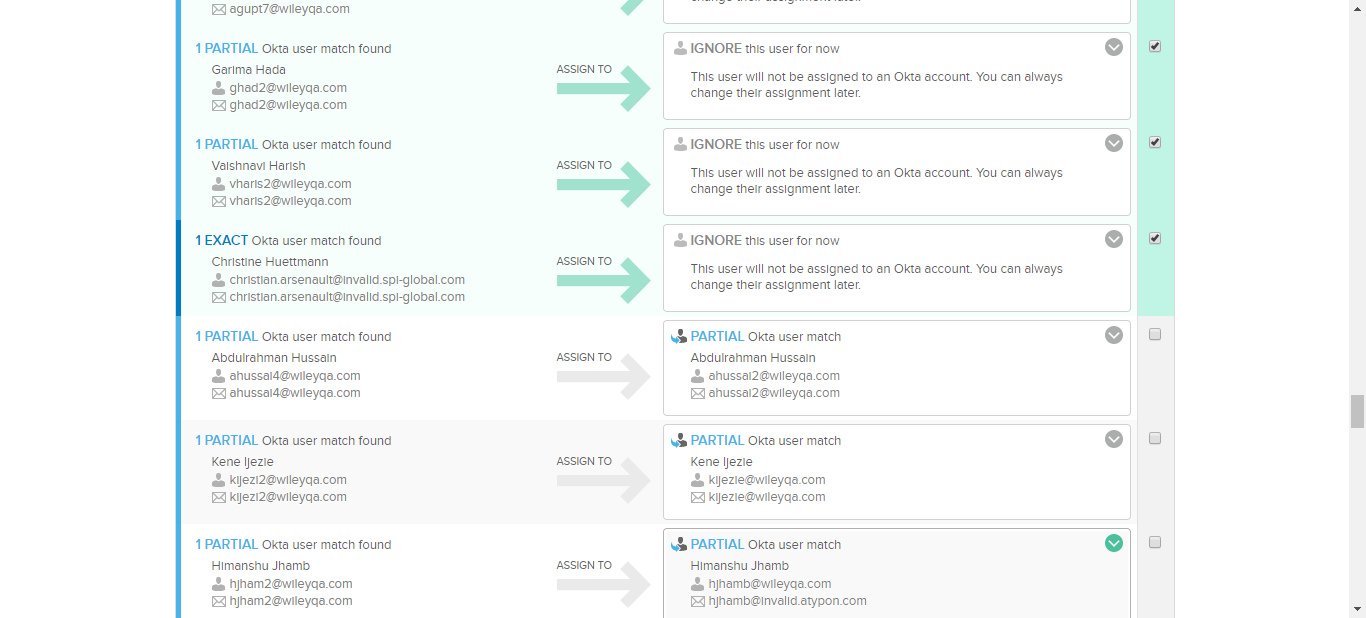 agupt7@wileyqa.com
change their assignment later.
1 PARTIAL Okta user match found
Garima Hada
ghad2@wileyqa.com
ghad2@wileyqa.com
ASSIGN TO
IGNORE this user for now
This user will not be assigned to an Okta account. You can always
change their assignment later.
1 PARTIAL Okta user match found
Vaishnavi Harish
vharis2@wileyqa.com
vharis2@wileyqa.com
ASSIGN TO
IGNORE this user for now
This user will not be assigned to an Okta account. You can always
change their assignment later.
1 EXACT Okta user match found
Christine Huettmann
christian.arsenault@invalid.spi-global.com
christian.arsenault@invalid.spi-global.com
ASSIGN TO
IGNORE this user for now
This user will not be assigned to an Okta account. You can always
change their assignment later.
1 PARTIAL Okta user match found
Abdulrahman Hussain
ahussai4@wileyqa.com
ahussai4@wileyqa.com
ASSIGN TO
PARTIAL Okta user match
Abdulrahman Hussain
ahussai2@wileyqa.com
ahussai2@wileyqa.com
1 PARTIAL Okta user match found
Kene Ijezie
kijezi2@wileyqa.com
kijezi2@wileyqa.com
ASSIGN TO
PARTIAL Okta user match
Kene Ijezie
kijezie@wileyqa.com
kijezie@wileyqa.com
1 PARTIAL Okta user match found
Himanshu Jhamb
hjham2@wileyqa.com
hjham2@wileyqa.com
ASSIGN TO
PARTIAL Okta user match
Himanshu Jhamb
hjhamb@wileyqa.com
hjhamb@invalid.atypon.com